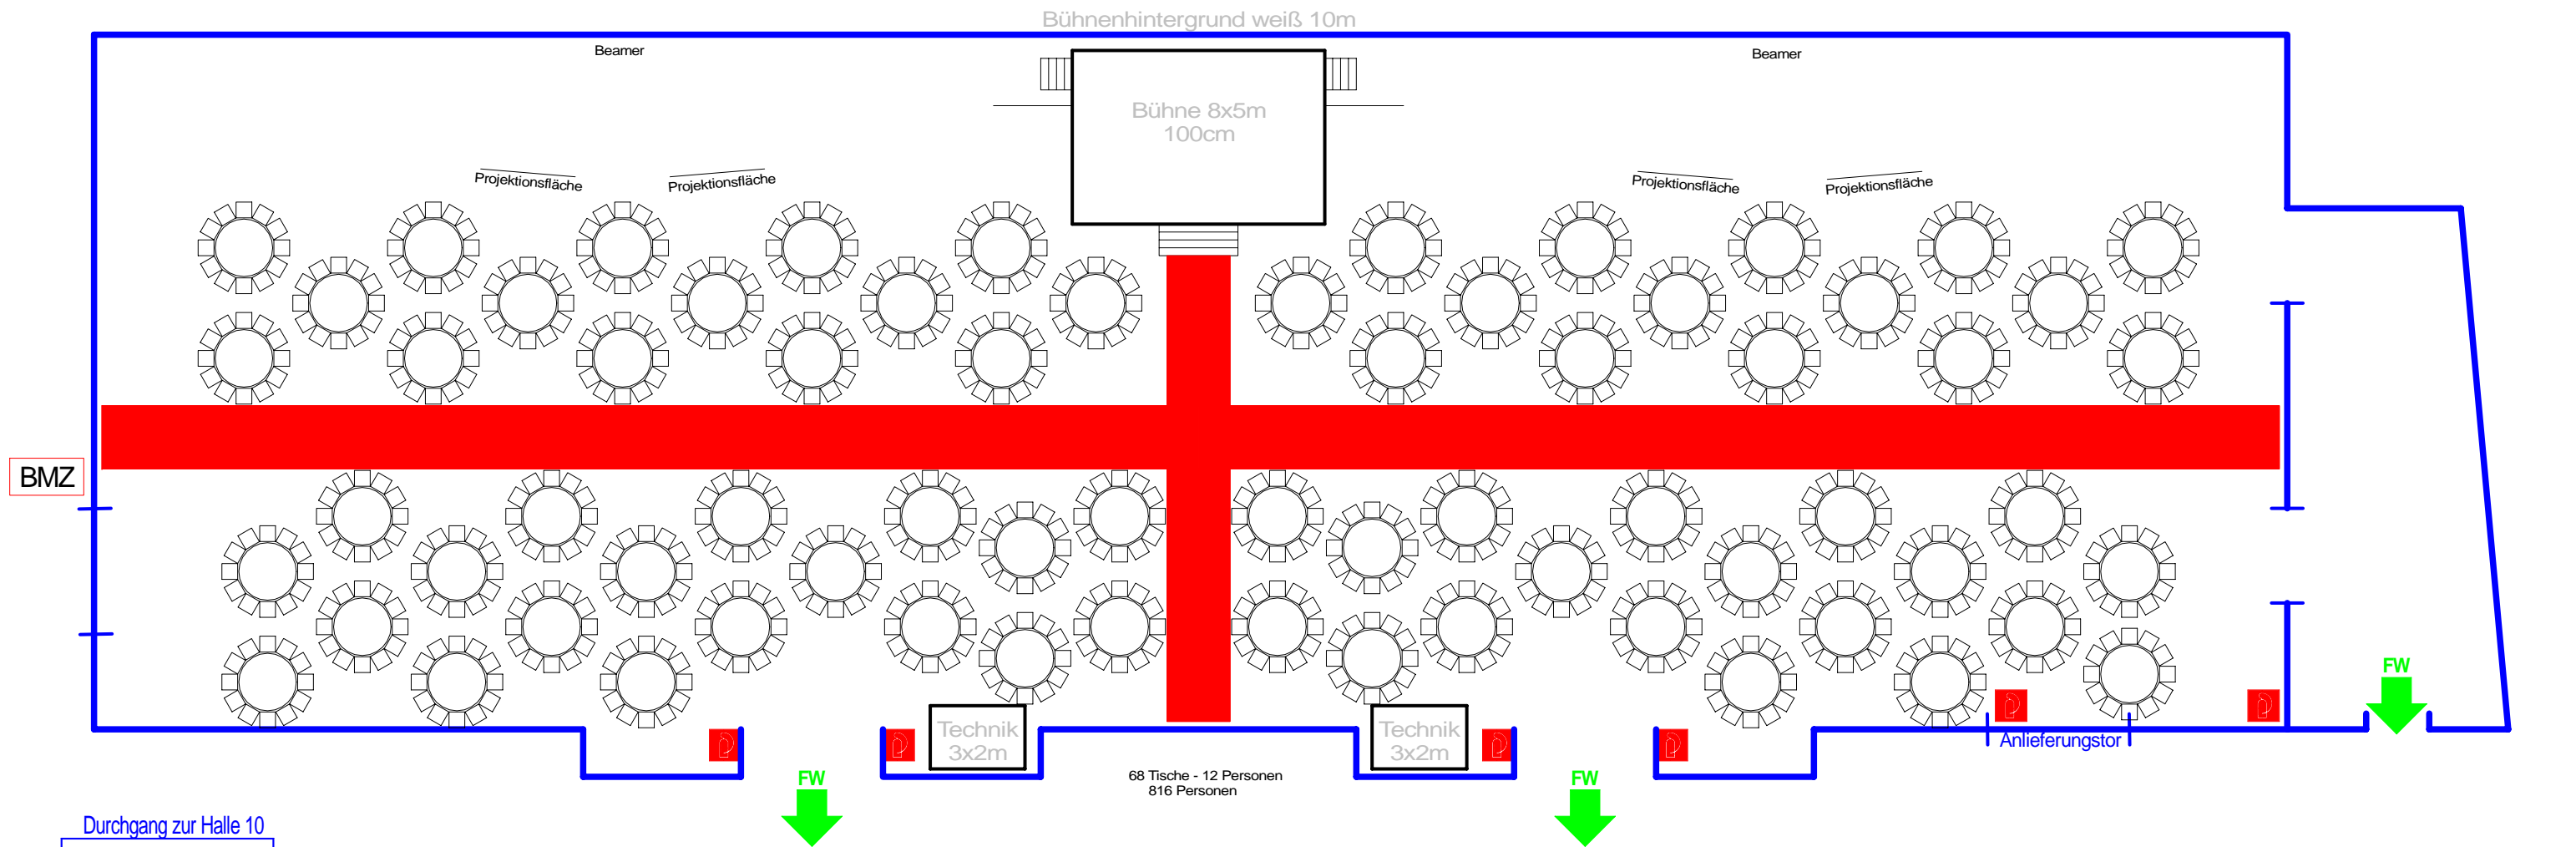 Bühnenhintergrund weiß 10m
Beamer
Beamer
Bühne 8x5m
100cm
Projektionsfläche
Projektionsfläche
Projektionsfläche
Projektionsfläche
BMZ
FW
Technik
3x2m
Technik
3x2m
Anlieferungstor
68 Tische - 12 Personen
816 Personen
FW
FW
Durchgang zur Halle 10